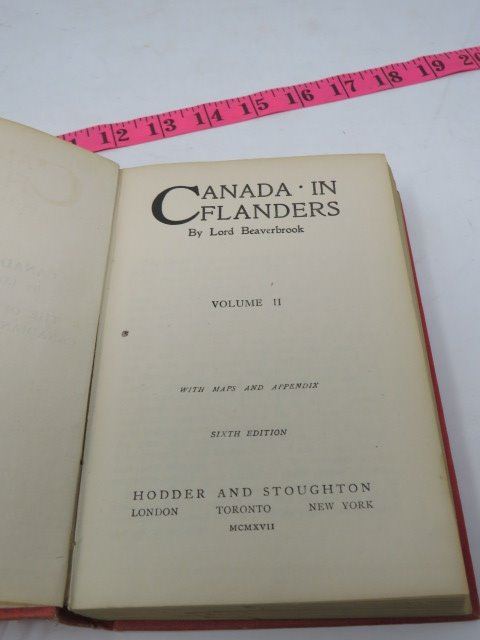 12 13 14 15 16 17 18 19
CANADA · IN
FLANDERS
By Lord Beaverbrook
VOLUME II
WITH MAPS AND APPENDIX
SIXTH EDITION
HODDER AND STOUGHTON
LONDON TORONTO NEW YORK
MCMXVII